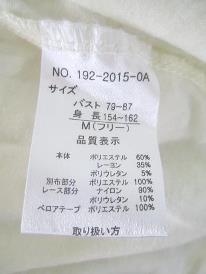 NO. 192-2015-0A
サイズ
バスト 79-87
身 長 154~162
M(フリー)
品質表示
本体 ポリエステル 60%
レーヨン 35%
ポリウレタン 5%
別布部分 ポリエステル 100%
レース部分 ナイロン 90%
ポリウレタン 10%
ベロアテープ ポリエステル 100%
取り扱い方